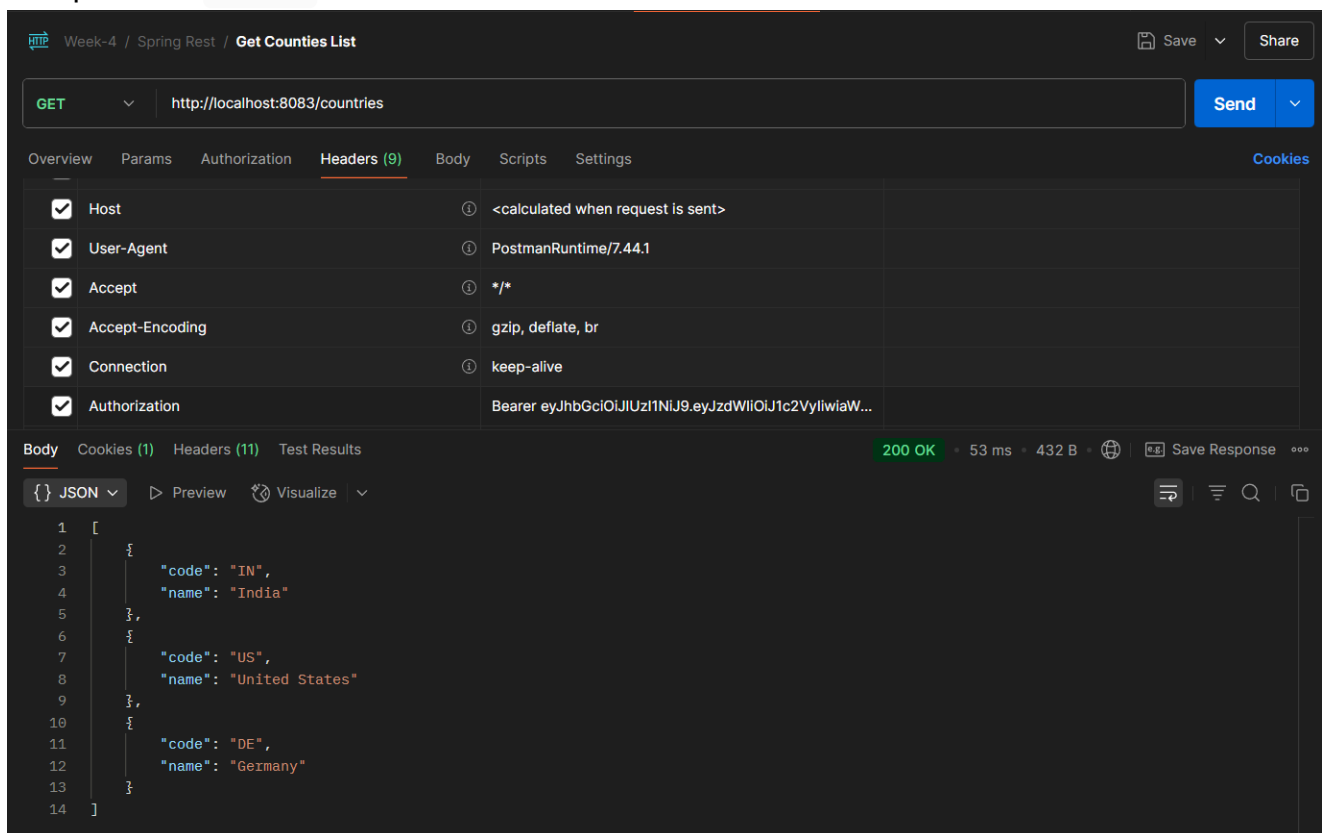 HTTP Week-4 / Spring Rest / Get Counties List Save Share
GET http://localhost:8083/countries Send
Overview Params Authorization Headers (9) Body Scripts Settings Cookies
Host <calculated when request is sent>
User-Agent PostmanRuntime/7.44.1
Accept */*
Accept-Encoding gzip, deflate, br
Connection keep-alive
Authorization Bearer eyJhbGciOiJIUzI1NiJ9.eyJzdWIiOiJ1c2VyIiwiaW...
Body Cookies (1) Headers (11) Test Results 200 OK • 53 ms • 432 B • e.g. Save Response
{} JSON Preview Visualize
1 [
2 {
3 "code": "IN",
4 "name": "India"
5 },
6 {
7 "code": "US",
8 "name": "United States"
9 },
10 {
11 "code": "DE",
12 "name": "Germany"
13 }
14 ]